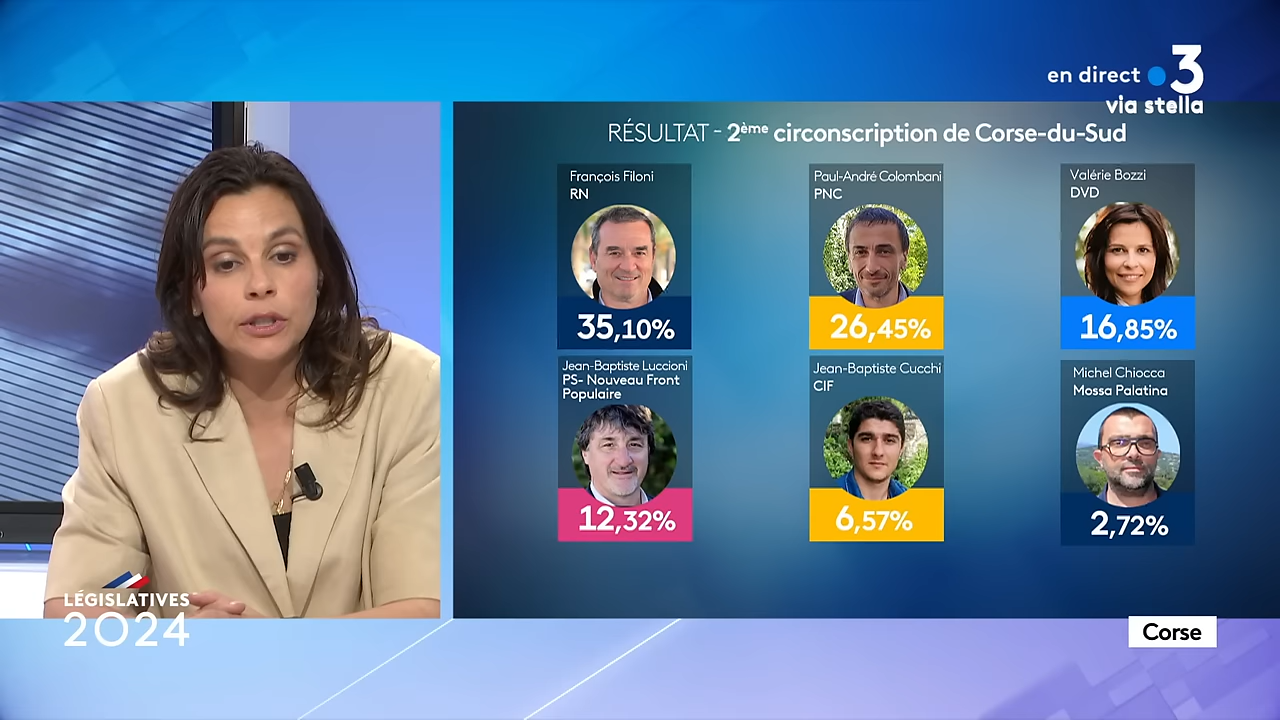 en direct 3
via stella
RÉSULTAT - 2ème circonscription de Corse-du-Sud
François Filoni
RN
35,10%
Paul-André Colombani
PNC
26,45%
Valérie Bozzi
DVD
16,85%
Jean-Baptiste Luccioni
PS- Nouveau Front
Populaire
12,32%
Jean-Baptiste Cucchi
CIF
6,57%
Michel Chiocca
Mossa Palatina
2,72%
LÉGISLATIVES
2024
Corse